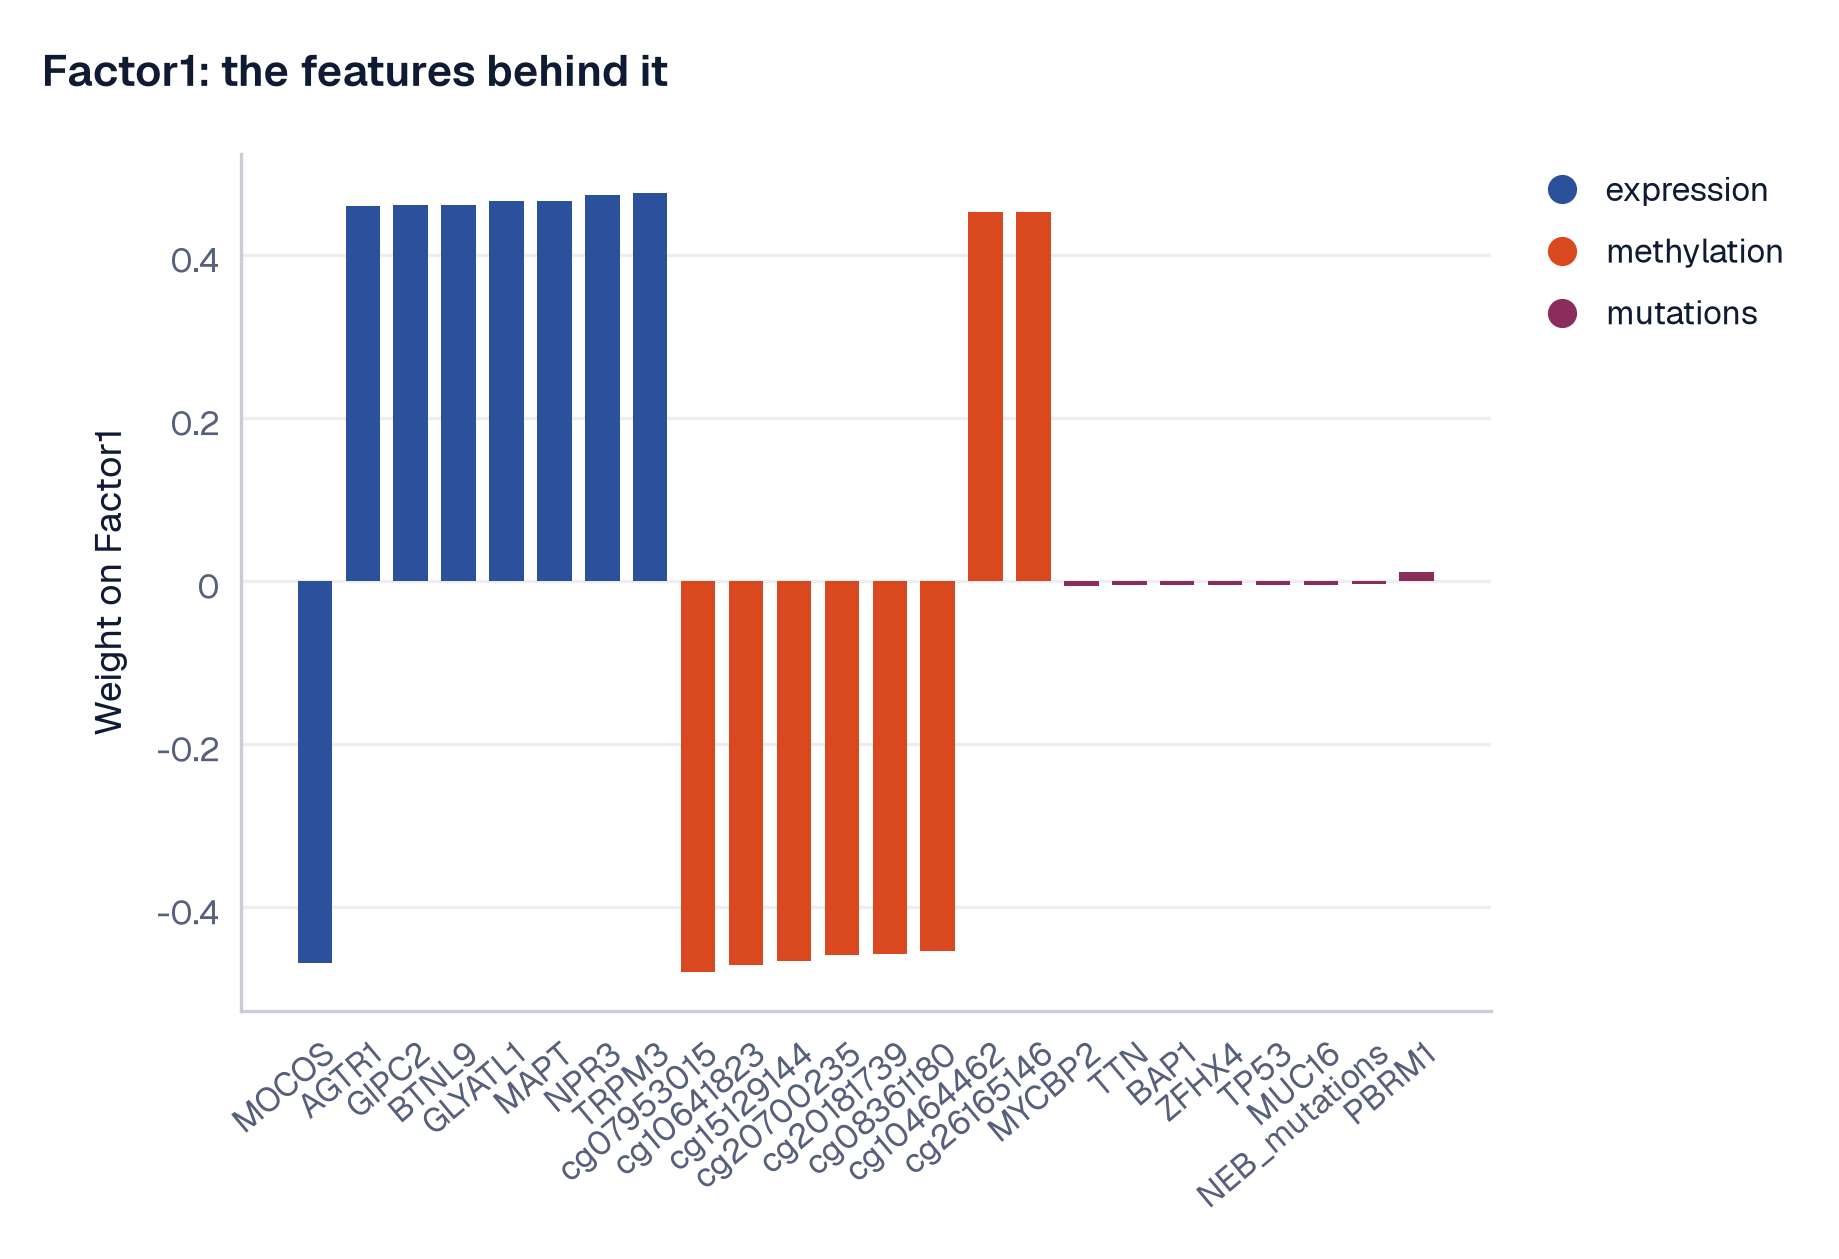 Factor1: the features behind it
expression
methylation
mutations
Weight on Factor1
0.4
0.2
0
-0.2
-0.4
MOCOS
AGTR1
GIPC2
BTNL9
GLYATL1
MAPT
NPR3
TRPM3
cg07953015
cg10641823
cg15129144
cg20700235
cg20181739
cg08361180
cg10464462
cg26165146
MYCBP2
TTN
BAP1
ZFHX4
TP53
MUC16
NEB_mutations
PBRM1